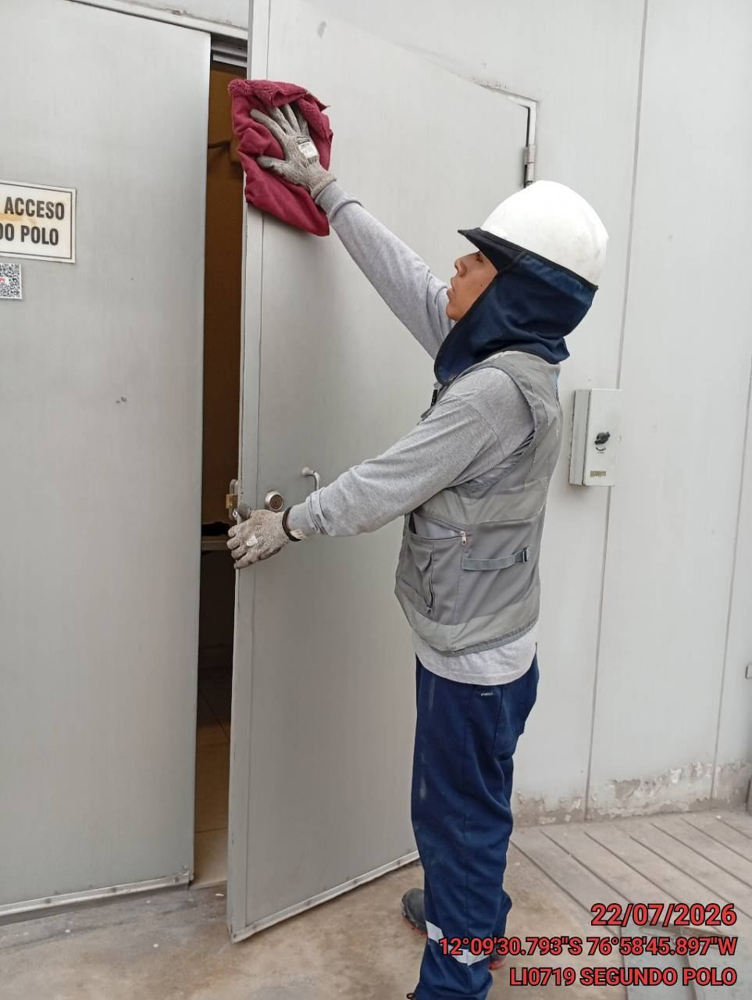 ACCESO
DO POLO
22/07/2026
12°09'30.793"S 76°58'45.897"W
LI0719 SEGUNDO POLO